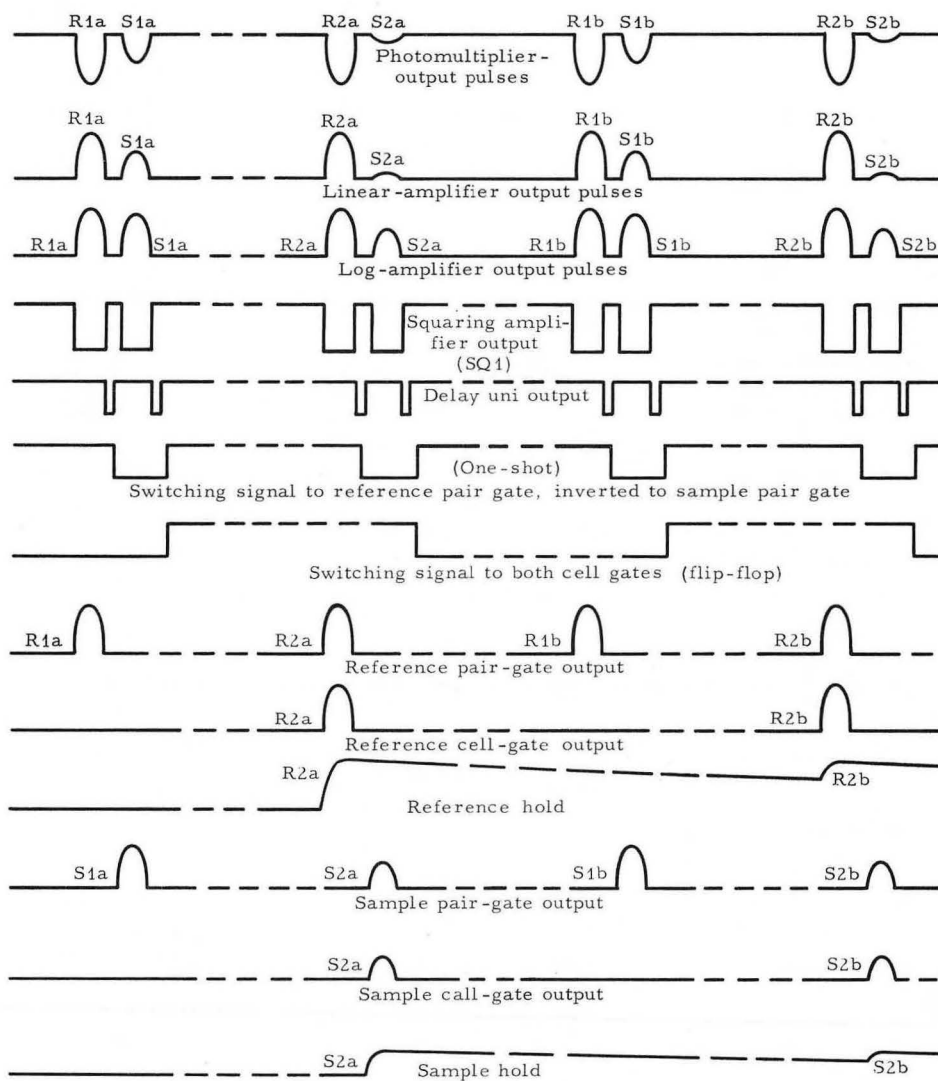 R1a S1a R2a S2a R1b S1b R2b S2b
Photomultiplier-
output pulses
R1a S1a R2a S2a R1b S1b R2b S2b
Linear-amplifier output pulses
R1a S1a R2a S2a R1b S1b R2b S2b
Log-amplifier output pulses
Squaring ampli-
fier output
(SQ1)
Delay uni output
(One-shot)
Switching signal to reference pair gate, inverted to sample pair gate
Switching signal to both cell gates (flip-flop)
R1a R2a R1b R2b
Reference pair-gate output
R2a R2b
Reference cell-gate output
R2a R2b
Reference hold
S1a S2a S1b S2b
Sample pair-gate output
S2a S2b
Sample call-gate output
S2a S2b
Sample hold